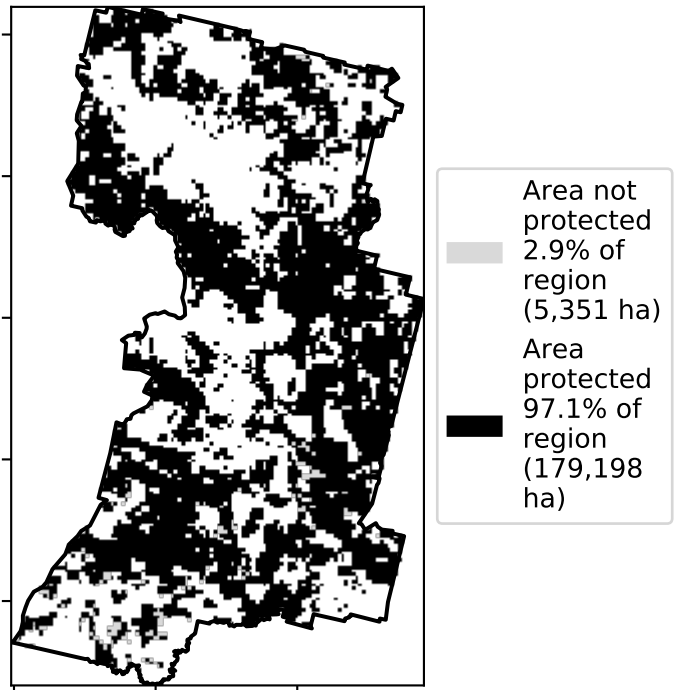 Area not
protected
2.9% of
region
(5,351 ha)
Area
protected
97.1% of
region
(179,198
ha)